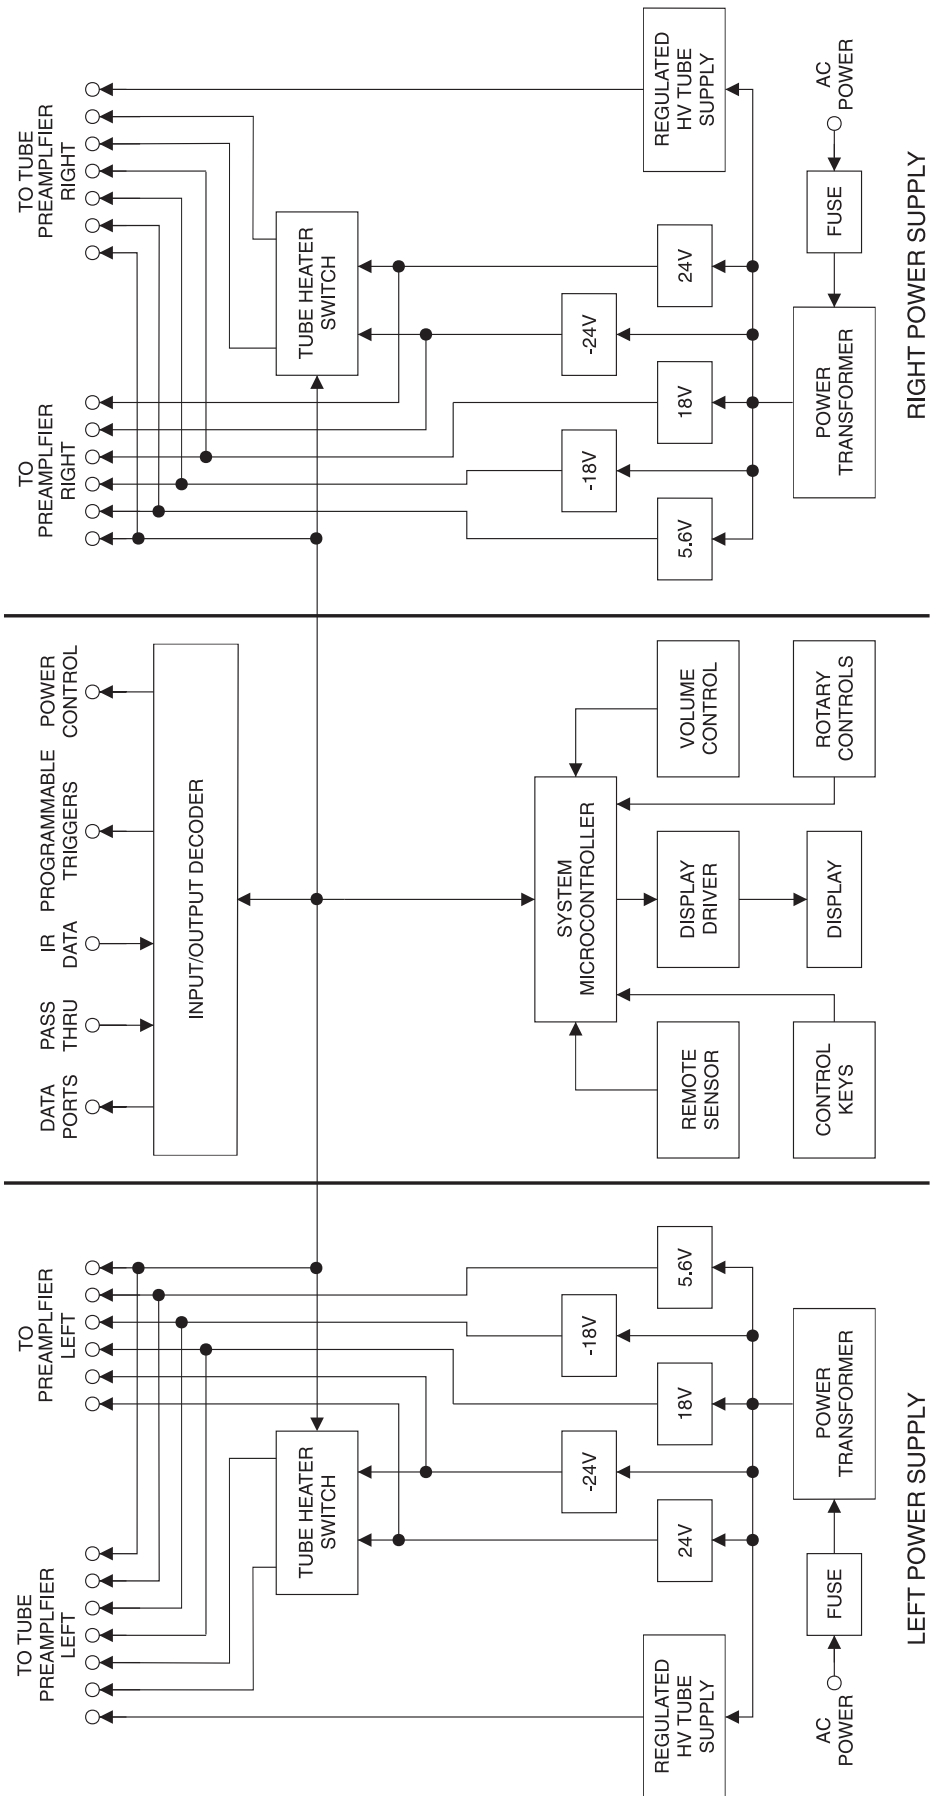 TO TUBE
PREAMPLFIER
LEFT
TO
PREAMPLFIER
LEFT
TUBE HEATER
SWITCH
-24V
-18V
REGULATED
HV TUBE
SUPPLY
24V
18V
5.6V
AC
POWER
FUSE
POWER
TRANSFORMER
LEFT POWER SUPPLY
DATA
PORTS
PASS
THRU
IR
DATA
PROGRAMMABLE
TRIGGERS
POWER
CONTROL
INPUT/OUTPUT DECODER
SYSTEM
MICROCONTROLLER
REMOTE
SENSOR
DISPLAY
DRIVER
VOLUME
CONTROL
CONTROL
KEYS
DISPLAY
ROTARY
CONTROLS
TO
PREAMPLFIER
RIGHT
TO TUBE
PREAMPLFIER
RIGHT
TUBE HEATER
SWITCH
-18V
-24V
5.6V
18V
24V
REGULATED
HV TUBE
SUPPLY
POWER
TRANSFORMER
FUSE
AC
POWER
RIGHT POWER SUPPLY